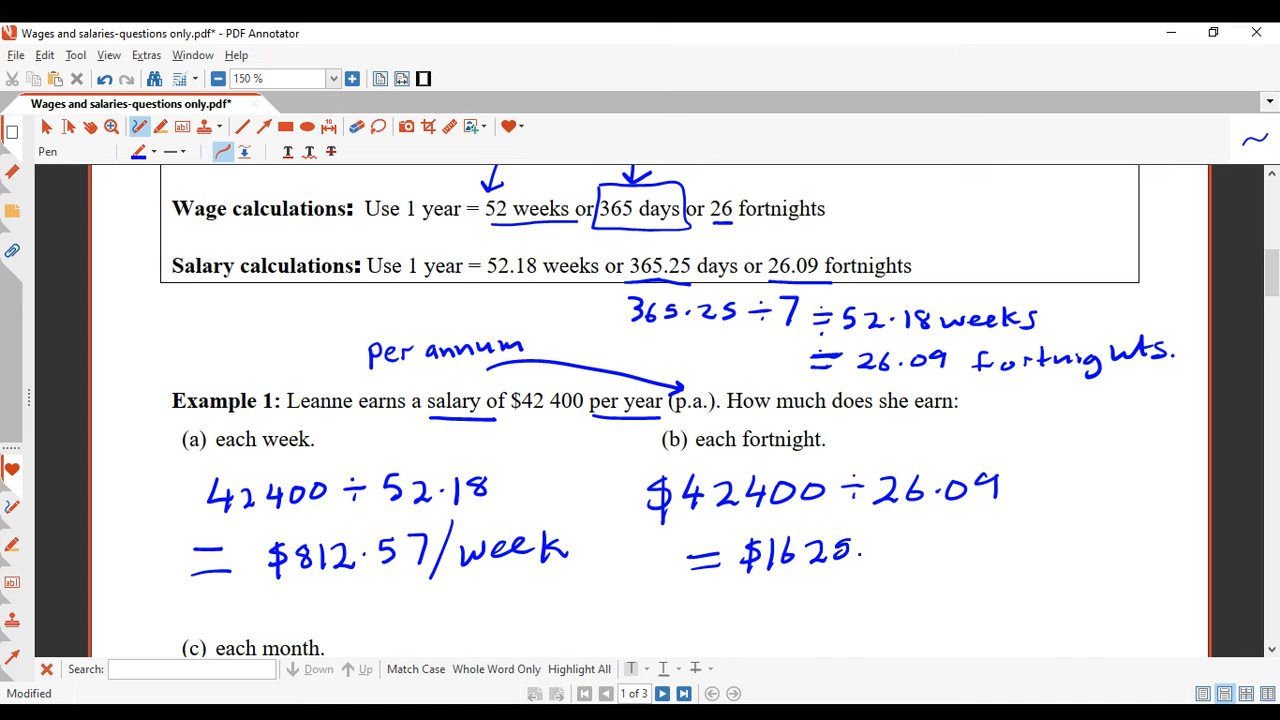 Wages and salaries-questions only.pdf* - PDF Annotator
File Edit Tool View Extras Window Help
150 %
Wages and salaries-questions only.pdf*
Pen
Wage calculations: Use 1 year = 52 weeks or 365 days or 26 fortnights
Salary calculations: Use 1 year = 52.18 weeks or 365.25 days or 26.09 fortnights
365.25 ÷ 7 ≑ 52.18 weeks
≑ 26.09 fortnights.
per annum
Example 1: Leanne earns a salary of $42 400 per year (p.a.). How much does she earn:
(a) each week. (b) each fortnight.
42400 ÷ 52.18 $42400 ÷ 26.09
= $812.57/week = $1625.
(c) each month.
Search: Down Up Match Case Whole Word Only Highlight All
Modified 1 of 3